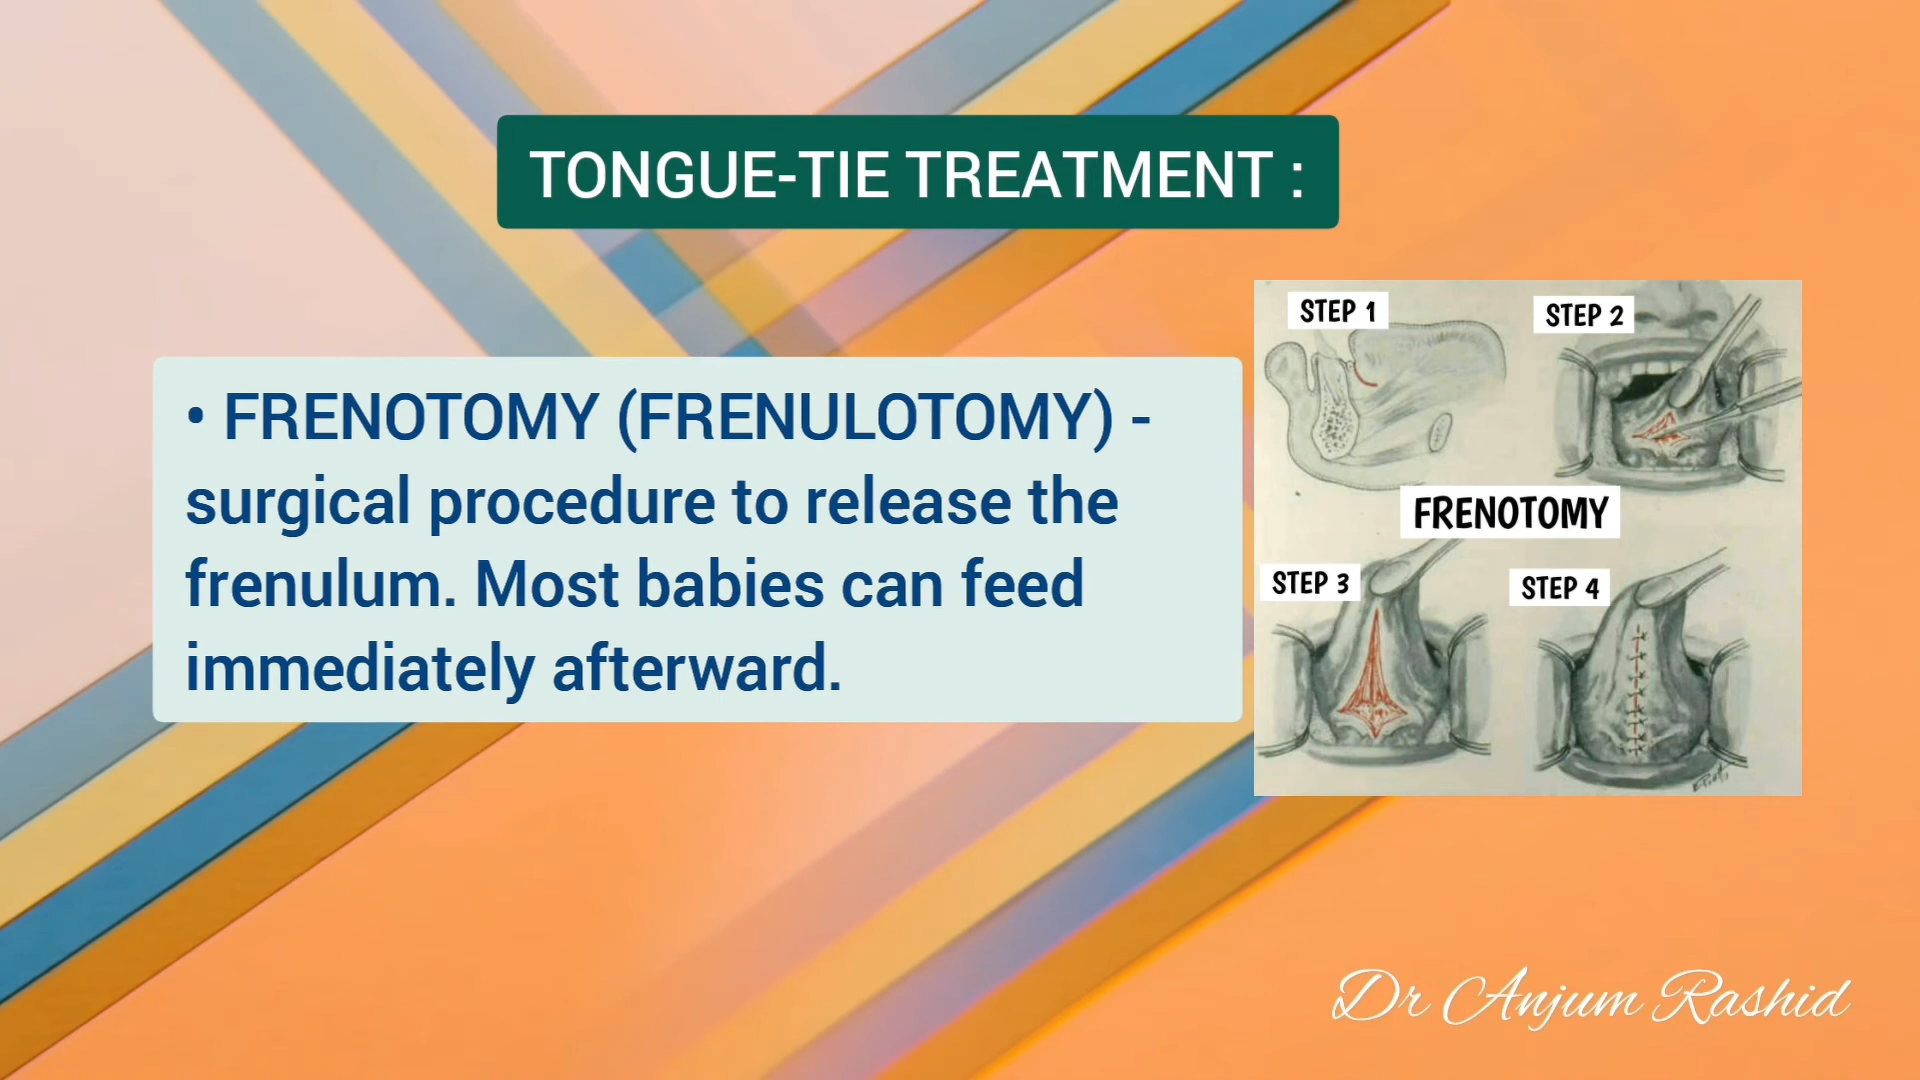 TONGUE-TIE TREATMENT :
• FRENOTOMY (FRENULOTOMY) -
surgical procedure to release the
frenulum. Most babies can feed
immediately afterward.
STEP 1
STEP 2
FRENOTOMY
STEP 3
STEP 4
Dr Anjum Rashid